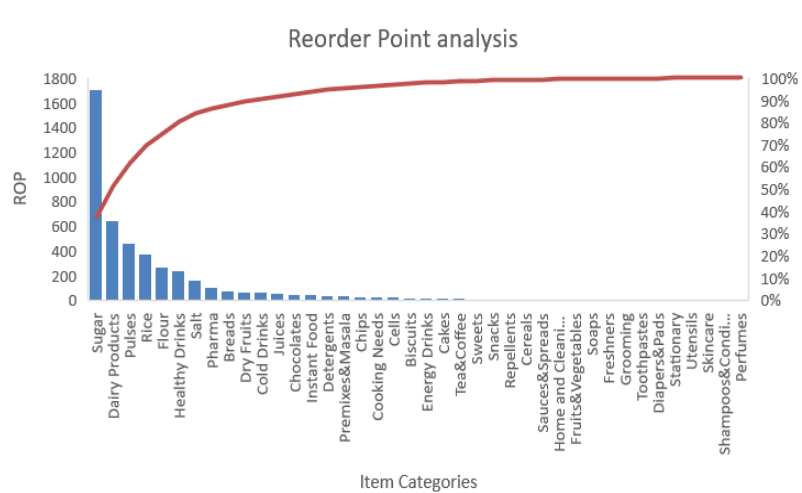 Reorder Point analysis
1800
1600
1400
1200
1000
800
600
400
200
0
ROP
100%
90%
80%
70%
60%
50%
40%
30%
20%
10%
0%
Sugar
Dairy Products
Pulses
Rice
Flour
Healthy Drinks
Salt
Pharma
Breads
Dry Fruits
Cold Drinks
Juices
Chocolates
Instant Food
Detergents
Premixes&Masala
Chips
Cooking Needs
Cells
Biscuits
Energy Drinks
Cakes
Tea&Coffee
Sweets
Snacks
Repellents
Cereals
Sauces&Spreads
Home and Cleani...
Fruits&Vegetables
Soaps
Freshners
Grooming
Toothpastes
Diapers&Pads
Stationary
Utensils
Skincare
Shampoos&Condi...
Perfumes
Item Categories